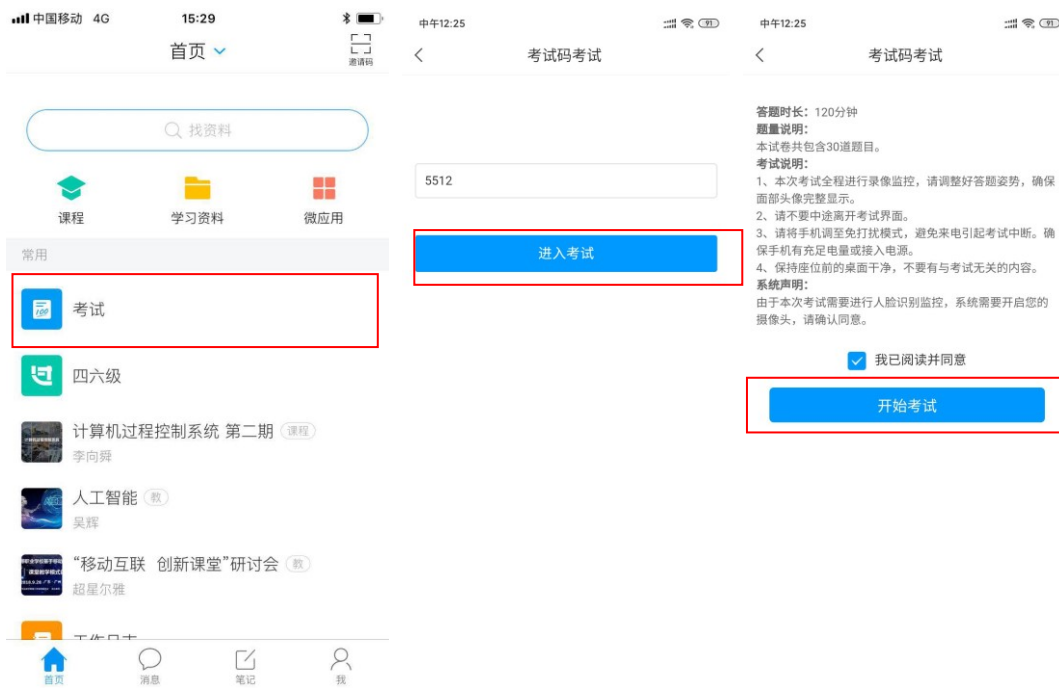 中国移动 4G 15:29
首页
邀请码
找资料
课程 学习资料 微应用
常用
考试
四六级
计算机过程控制系统 第二期 课程
李向舜
人工智能 教
吴辉
“移动互联 创新课堂”研讨会 教
超星尔雅
首页 消息 笔记 我
中午12:25 91
考试码考试
5512
进入考试
中午12:25 91
考试码考试
答题时长：120分钟
题量说明：
本试卷共包含30道题目。
考试说明：
1、本次考试全程进行录像监控，请调整好答题姿势，确保
面部头像完整显示。
2、请不要中途离开考试界面。
3、请将手机调至免打扰模式，避免来电引起考试中断。确
保手机有充足电量或接入电源。
4、保持座位前的桌面干净，不要有与考试无关的内容。
系统声明：
由于本次考试需要进行人脸识别监控，系统需要开启您的
摄像头，请确认同意。
我已阅读并同意
开始考试